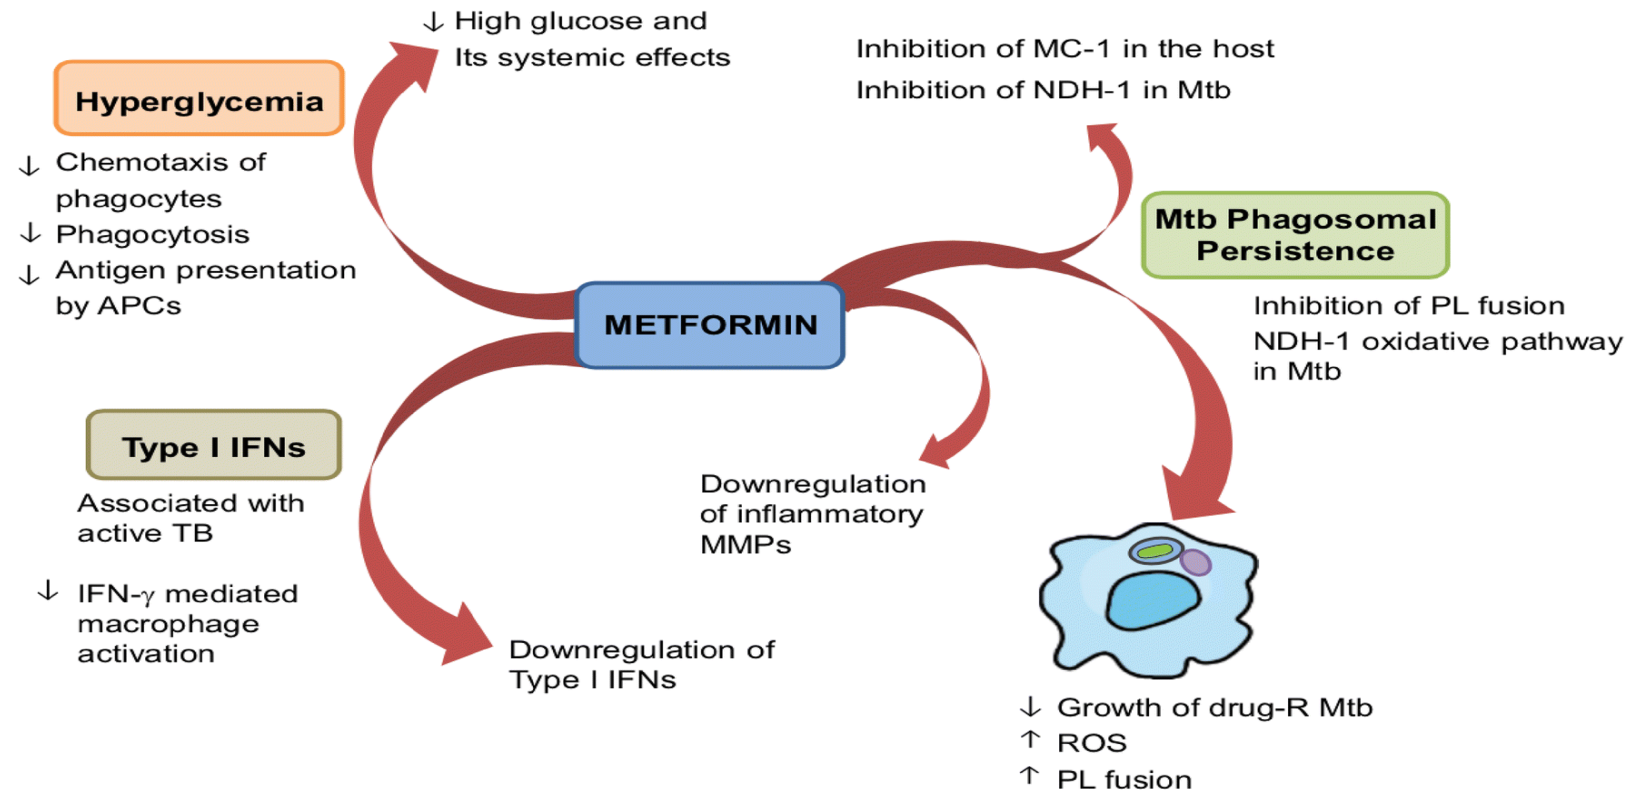 ↓ High glucose and
Its systemic effects
Inhibition of MC-1 in the host
Inhibition of NDH-1 in Mtb
Hyperglycemia
↓ Chemotaxis of
phagocytes
↓ Phagocytosis
↓ Antigen presentation
by APCs
Mtb Phagosomal
Persistence
Inhibition of PL fusion
NDH-1 oxidative pathway
in Mtb
METFORMIN
Type I IFNs
Associated with
active TB
↓ IFN-γ mediated
macrophage
activation
Downregulation
of inflammatory
MMPs
Downregulation of
Type I IFNs
↓ Growth of drug-R Mtb
↑ ROS
↑ PL fusion